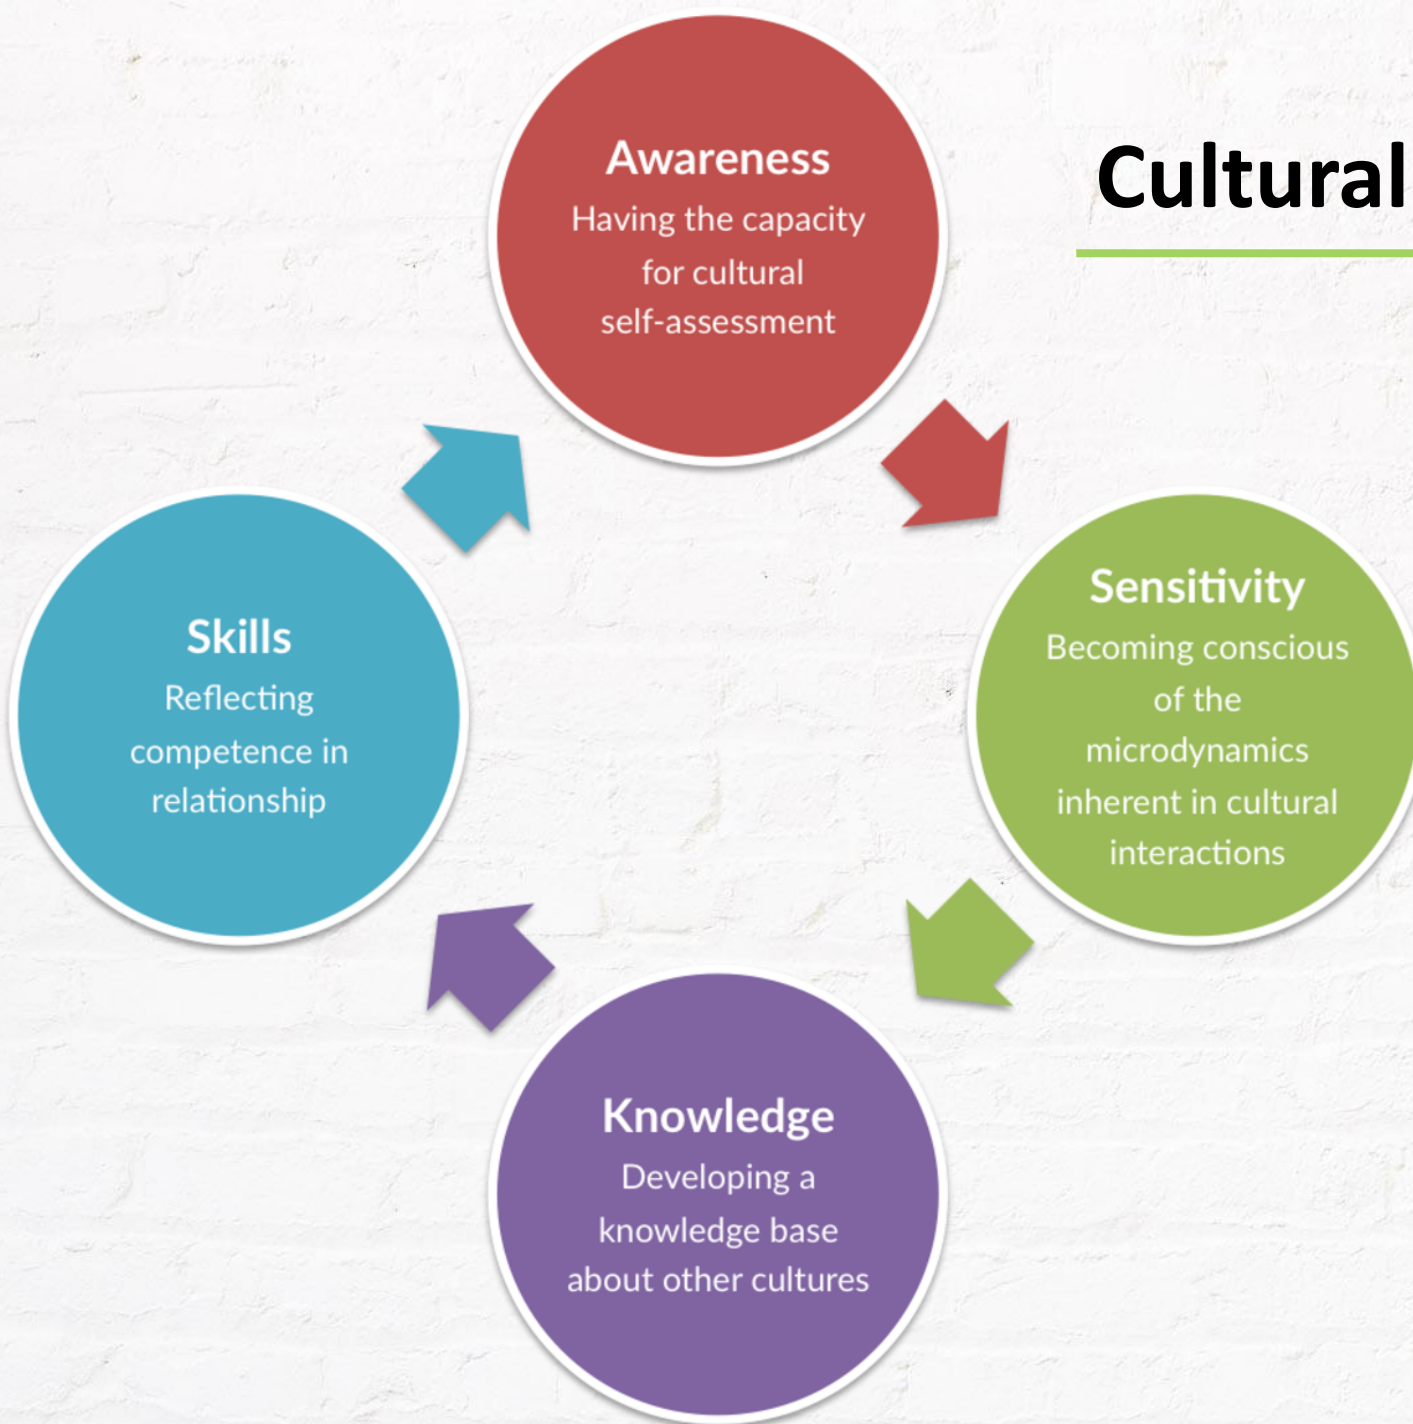 Cultural
Awareness
Having the capacity
for cultural
self-assessment
Sensitivity
Becoming conscious
of the
microdynamics
inherent in cultural
interactions
Knowledge
Developing a
knowledge base
about other cultures
Skills
Reflecting
competence in
relationship